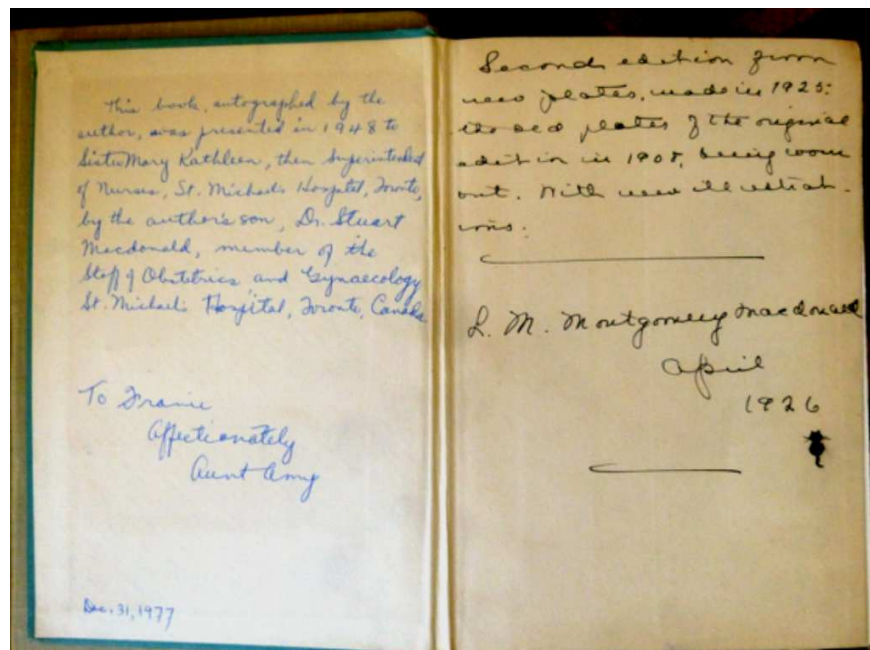 This book, autographed by the
author, was presented in 1948 to
Sister Mary Kathleen, then Superintendent
of Nurses, St. Michael's Hospital, Toronto,
by the author's son, Dr. Stuart
Macdonald, member of the
Staff of Obstetrics and Gynaecology
St. Michael's Hospital, Toronto, Canada
To
Affectionately
Aunt Amy
Dec. 31, 1977
Second edition from
new plates, made in 1925:
the old plates of the original
edition in 1908, being worn
out. With new illustrat-
ions.
L. M. Montgomery Macdonald
April
1926